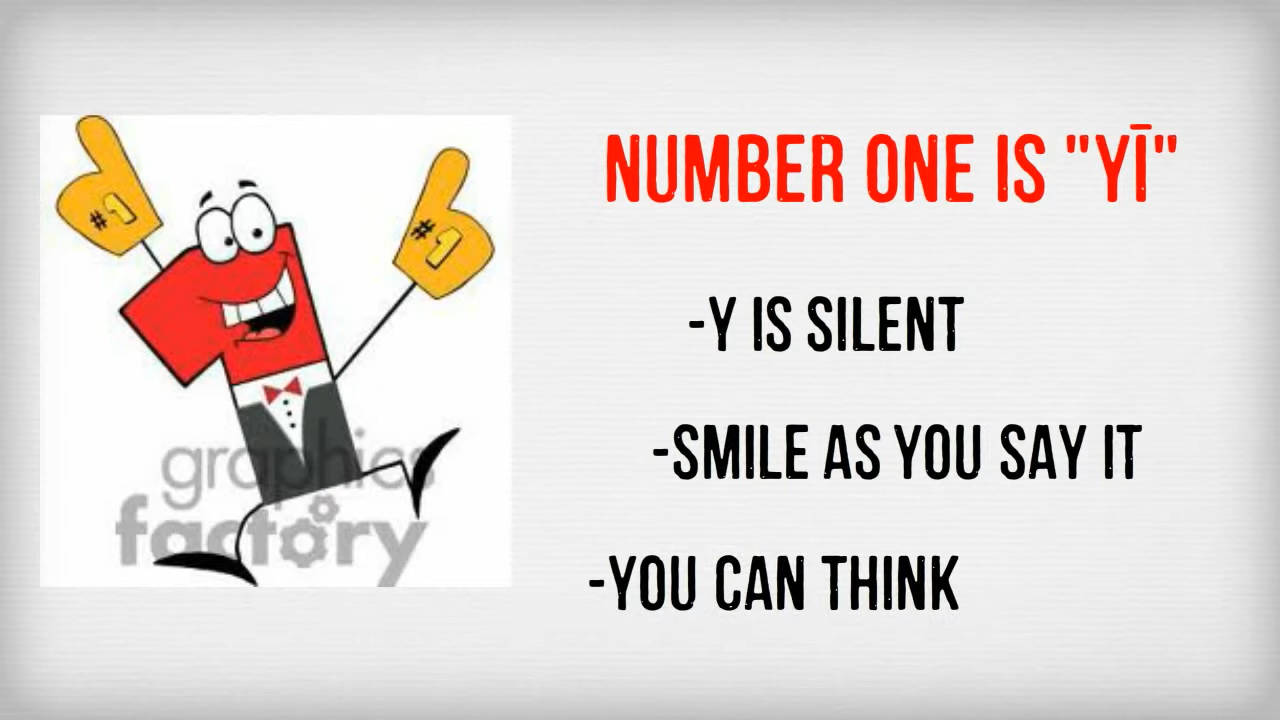 NUMBER ONE IS "YĪ"
-Y IS SILENT
-SMILE AS YOU SAY IT
-YOU CAN THINK
#1
#1
graphics
factory